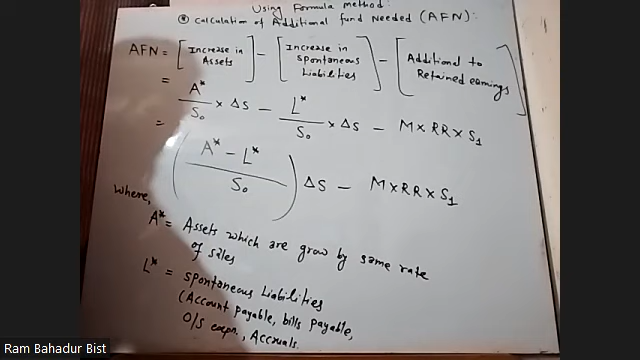 Using Formula method:
* Calculation of Additional fund Needed (AFN):
AFN = [Increase in Assets] - [Increase in spontaneous Liabilities] - [Additional to Retained earnings]
= A*/S₀ × ΔS - L*/S₀ × ΔS - M×RR×S₁
= (A* - L*/S₀) ΔS - M×RR×S₁
Where,
A* = Assets which are grow by same rate
of sales
L* = spontaneous Liabilities
(Account payable, bills payable,
O/S exp., Accruals
Ram Bahadur Bist